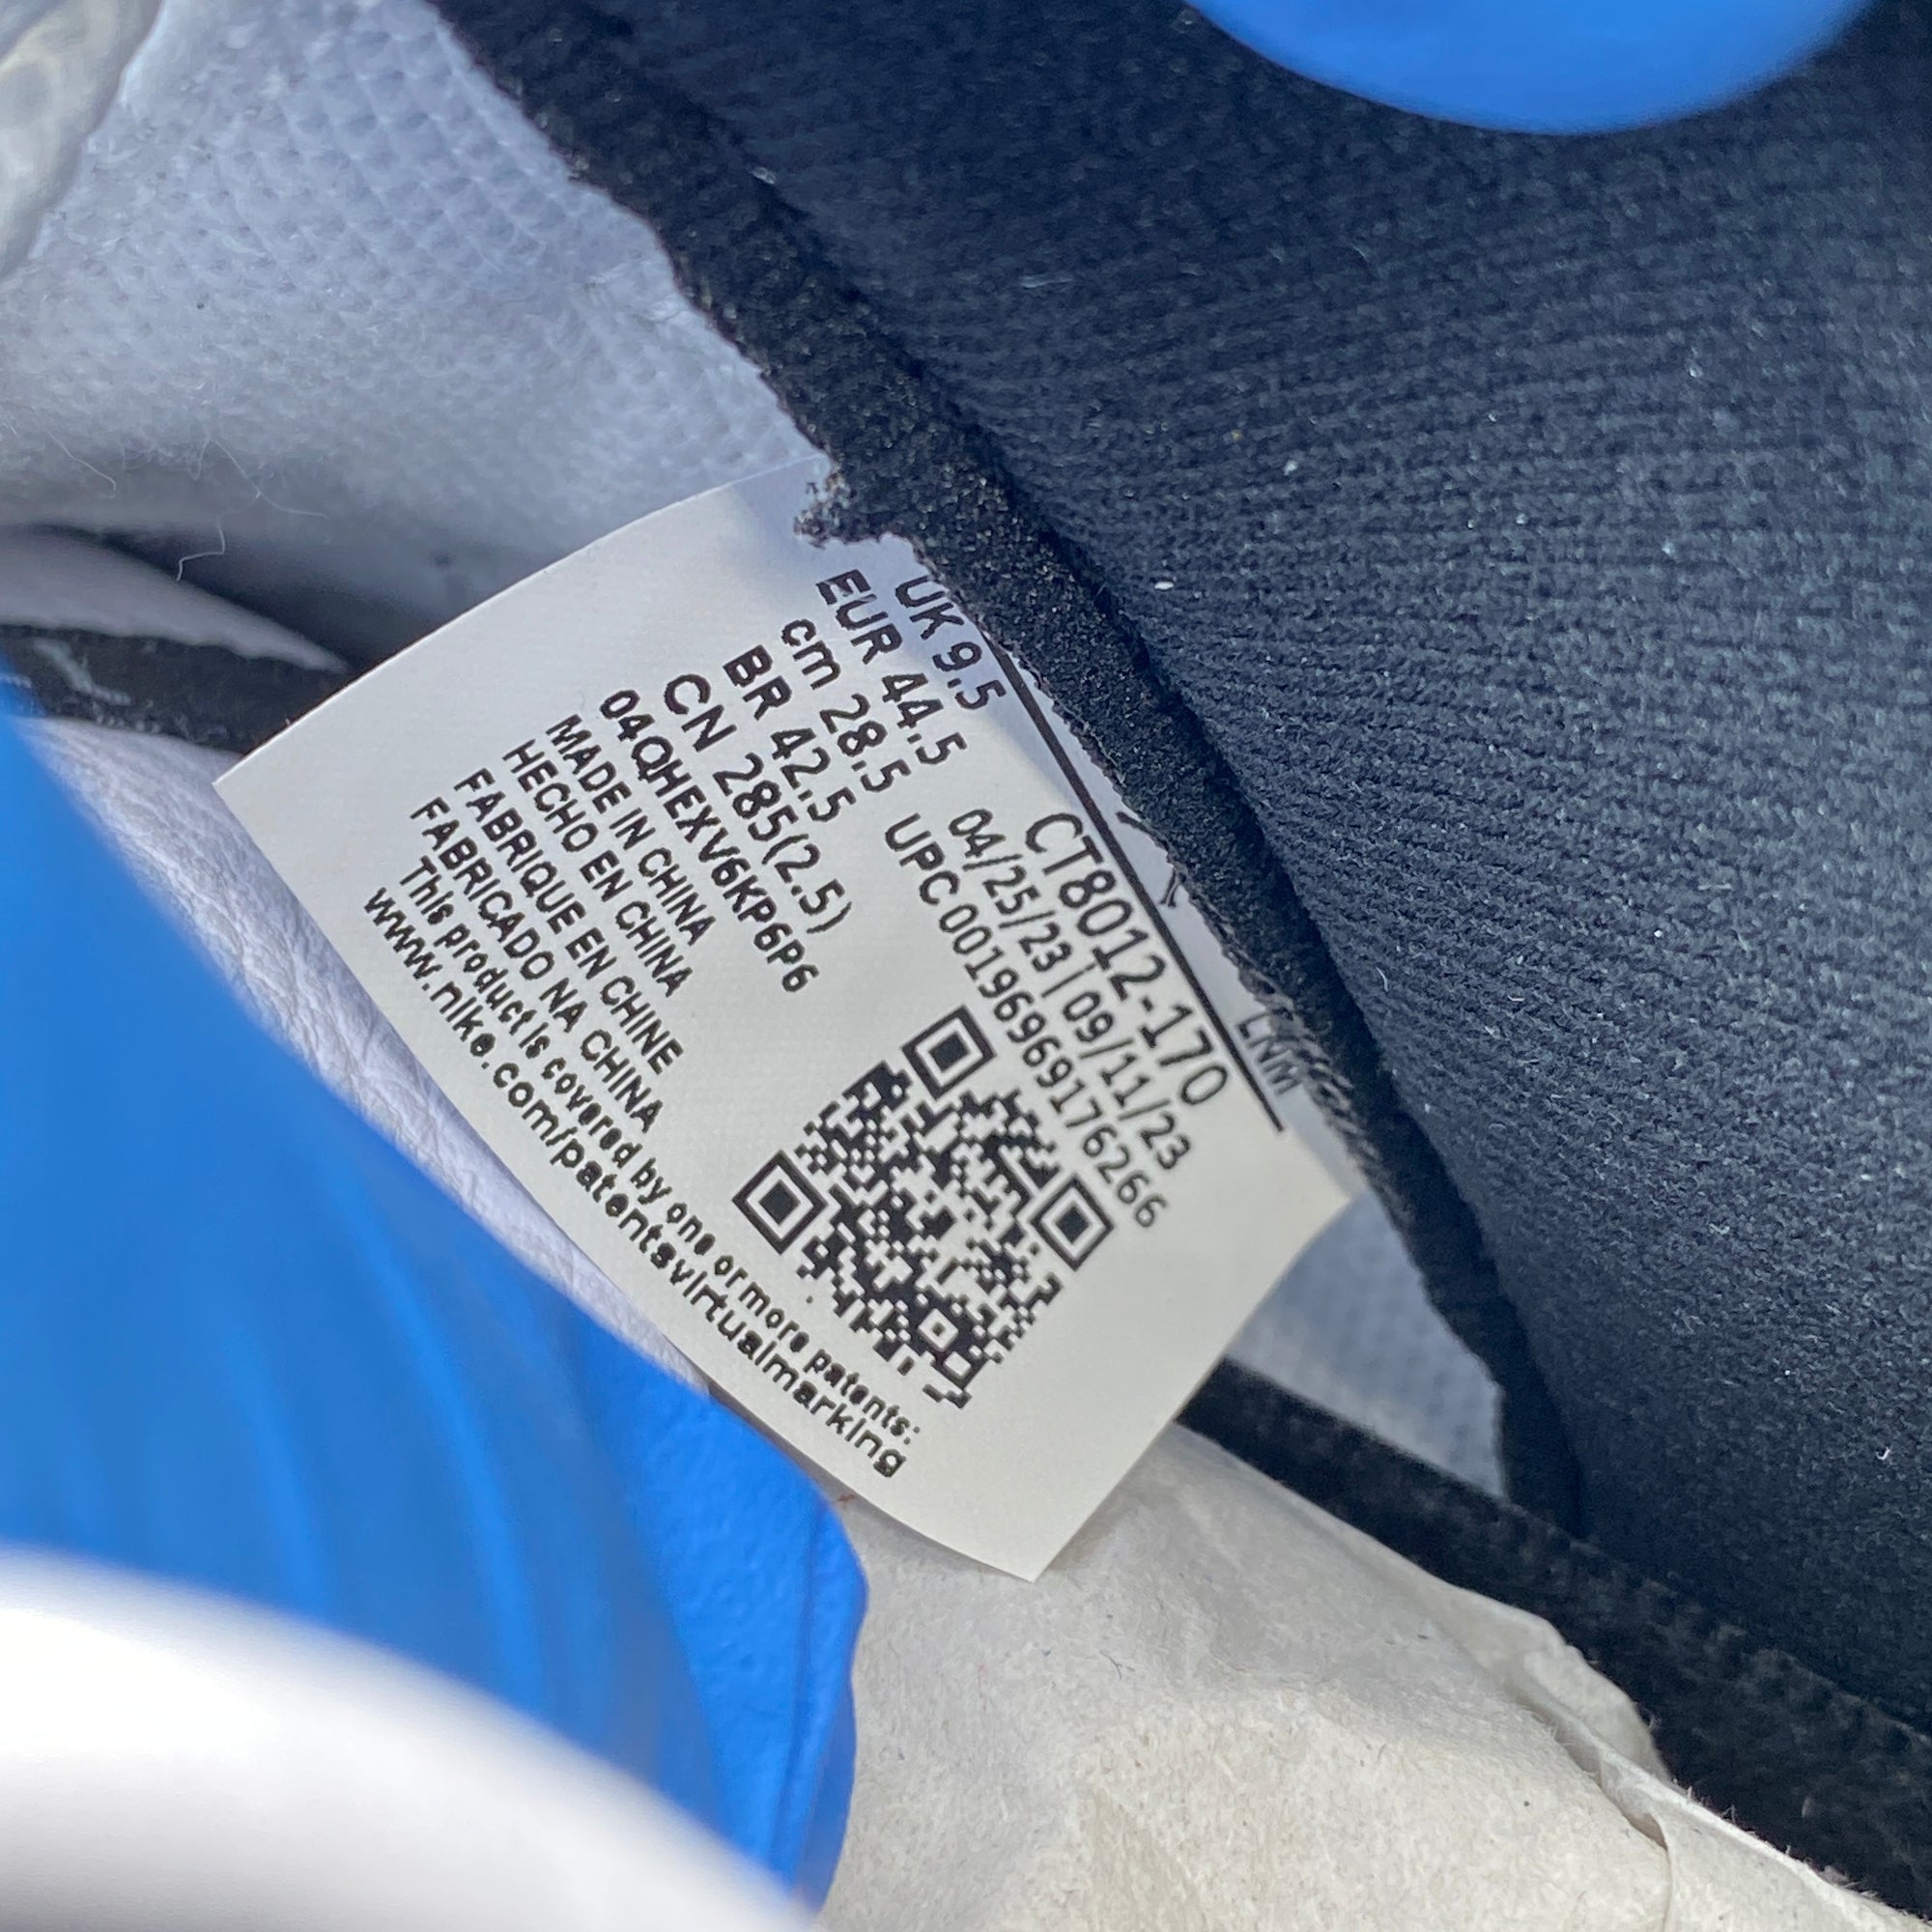 LNM
UK 9.5
EUR 44.5
cm 28.5
BR 42.5
CN 285(2.5)
CT8012-170
04/25/23 | 09/11/23
UPC 00196969176266
04QHEXV6KP6P6
MADE IN CHINA
HECHO EN CHINA
FABRIQUE EN CHINE
FABRICADO NA CHINA
This product is covered by one or more patents:
www.nike.com/patentsvirtualmarking